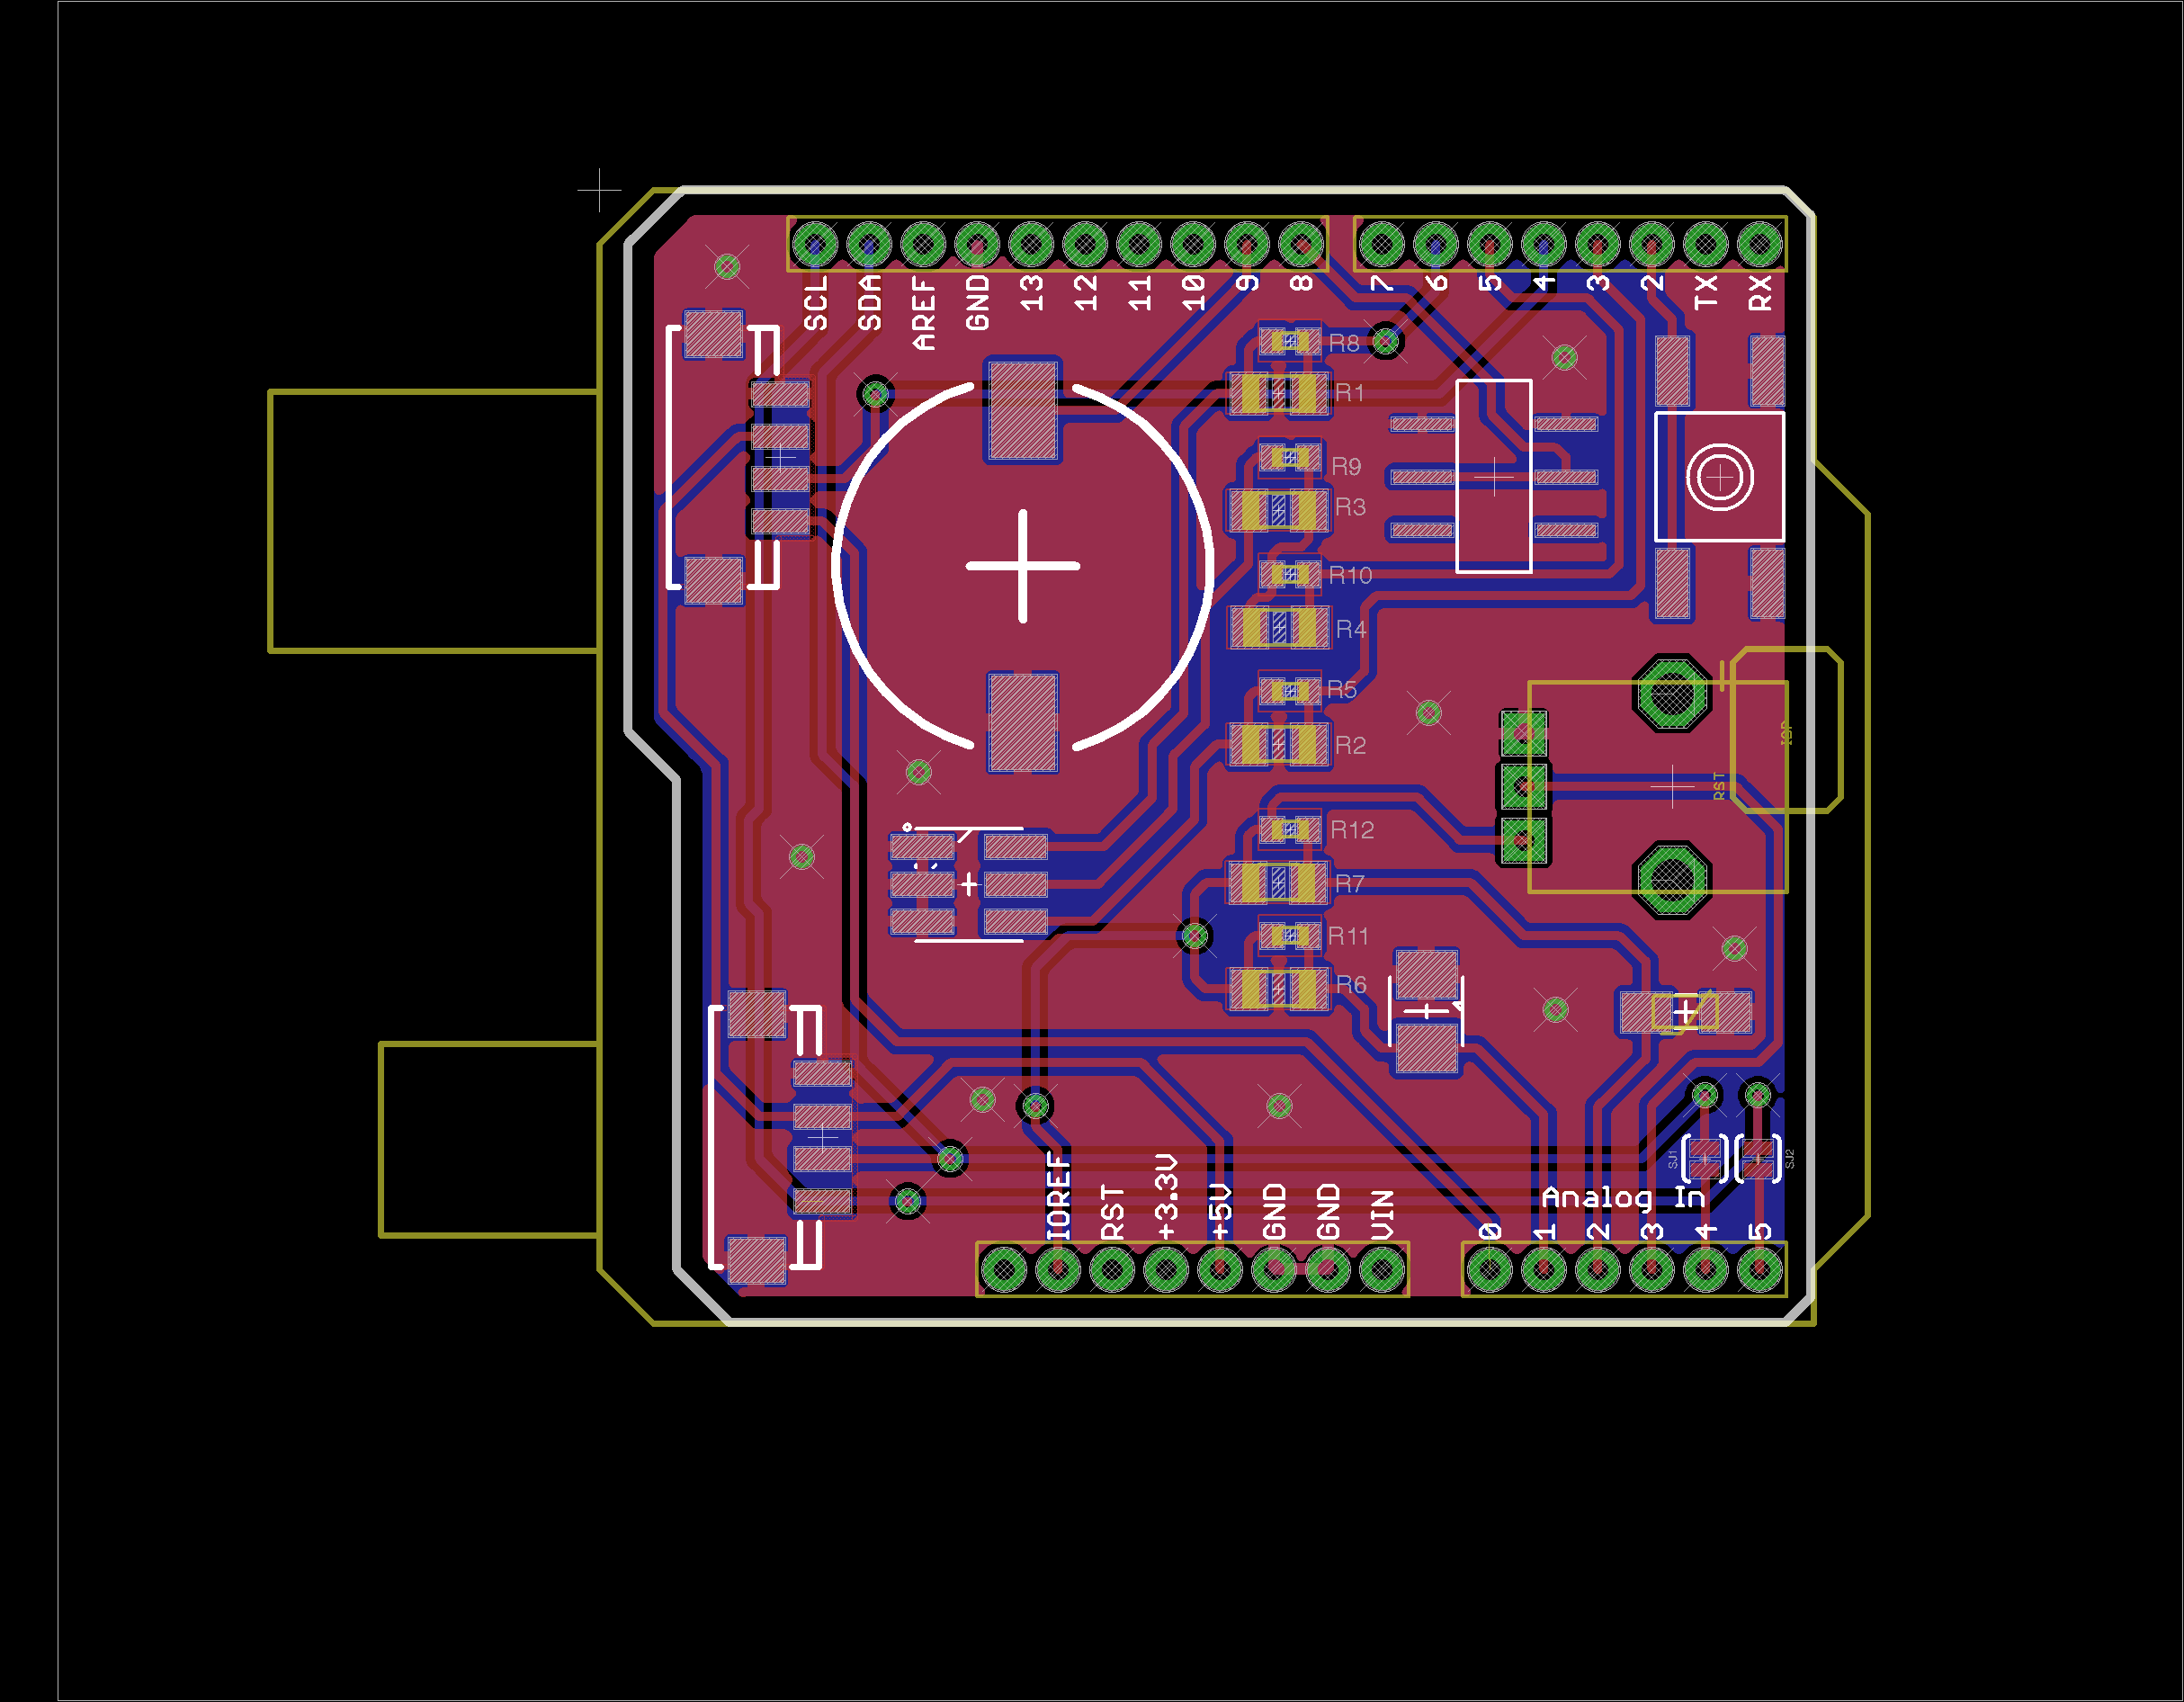 SCL
SDA
AREF
GND
13
12
11
10
9
8
7
6
5
4
3
2
TX
RX
R8
R1
R9
R3
R10
R4
R5
R2
ISP
RST
R12
R7
R11
R6
SJ1
SJ2
IOREF
RST
+3.3V
+5V
GND
GND
VIN
Analog In
0
1
2
3
4
5